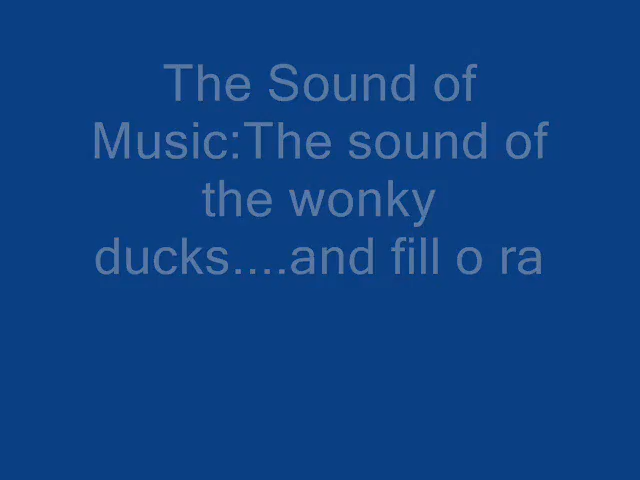 The Sound of
Music:The sound of
the wonky
ducks....and fill o ra